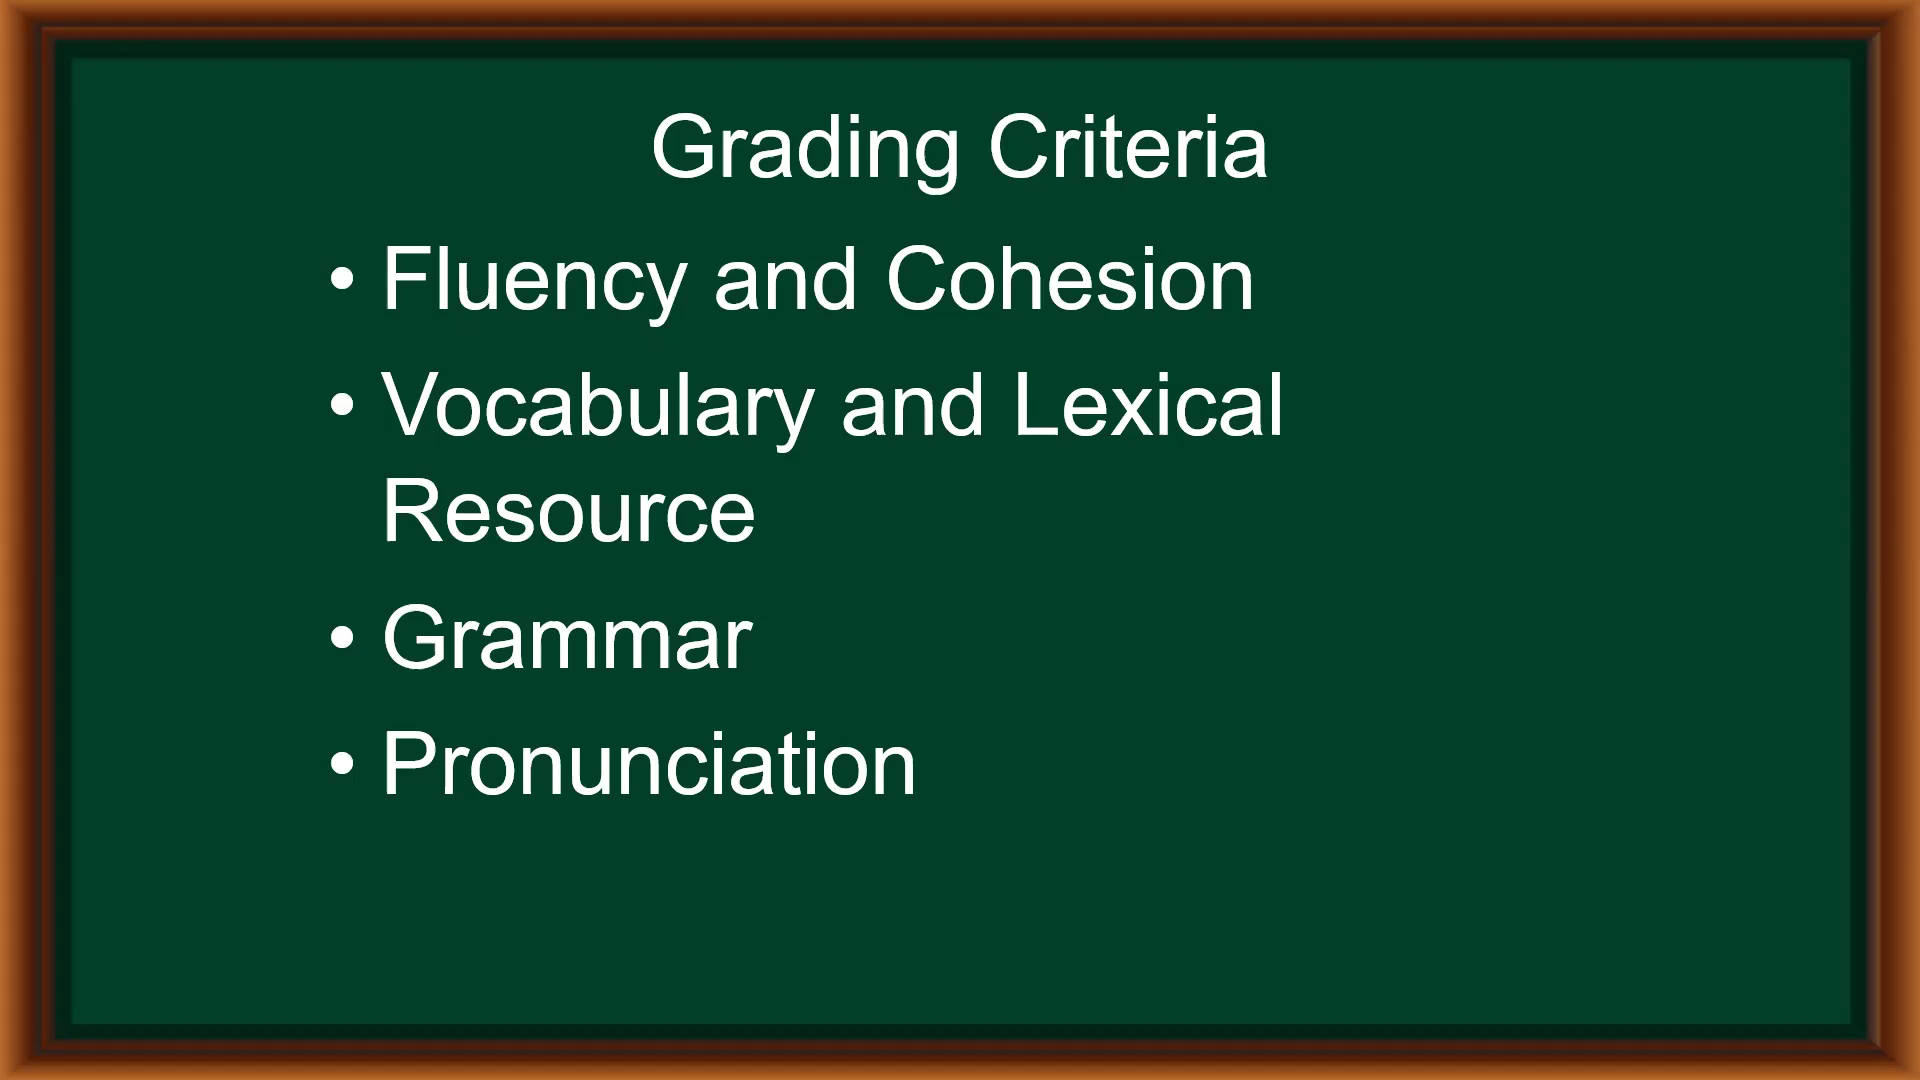 Grading Criteria
• Fluency and Cohesion
• Vocabulary and Lexical
Resource
• Grammar
• Pronunciation